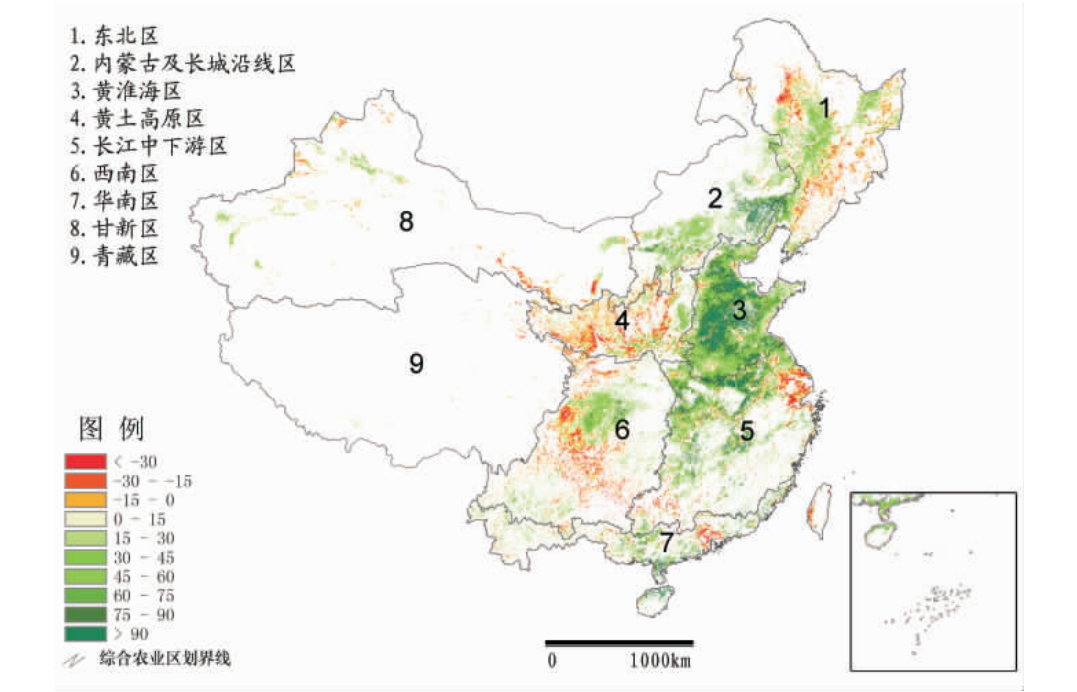 1. 东北区
2. 内蒙古及长城沿线区
3. 黄淮海区
4. 黄土高原区
5. 长江中下游区
6. 西南区
7. 华南区
8. 甘新区
9. 青藏区
1
2
8
3
4
9
6
5
7
图 例
< -30
-30 - -15
-15 - 0
0 - 15
15 - 30
30 - 45
45 - 60
60 - 75
75 - 90
> 90
综合农业区划界线
0 1000km